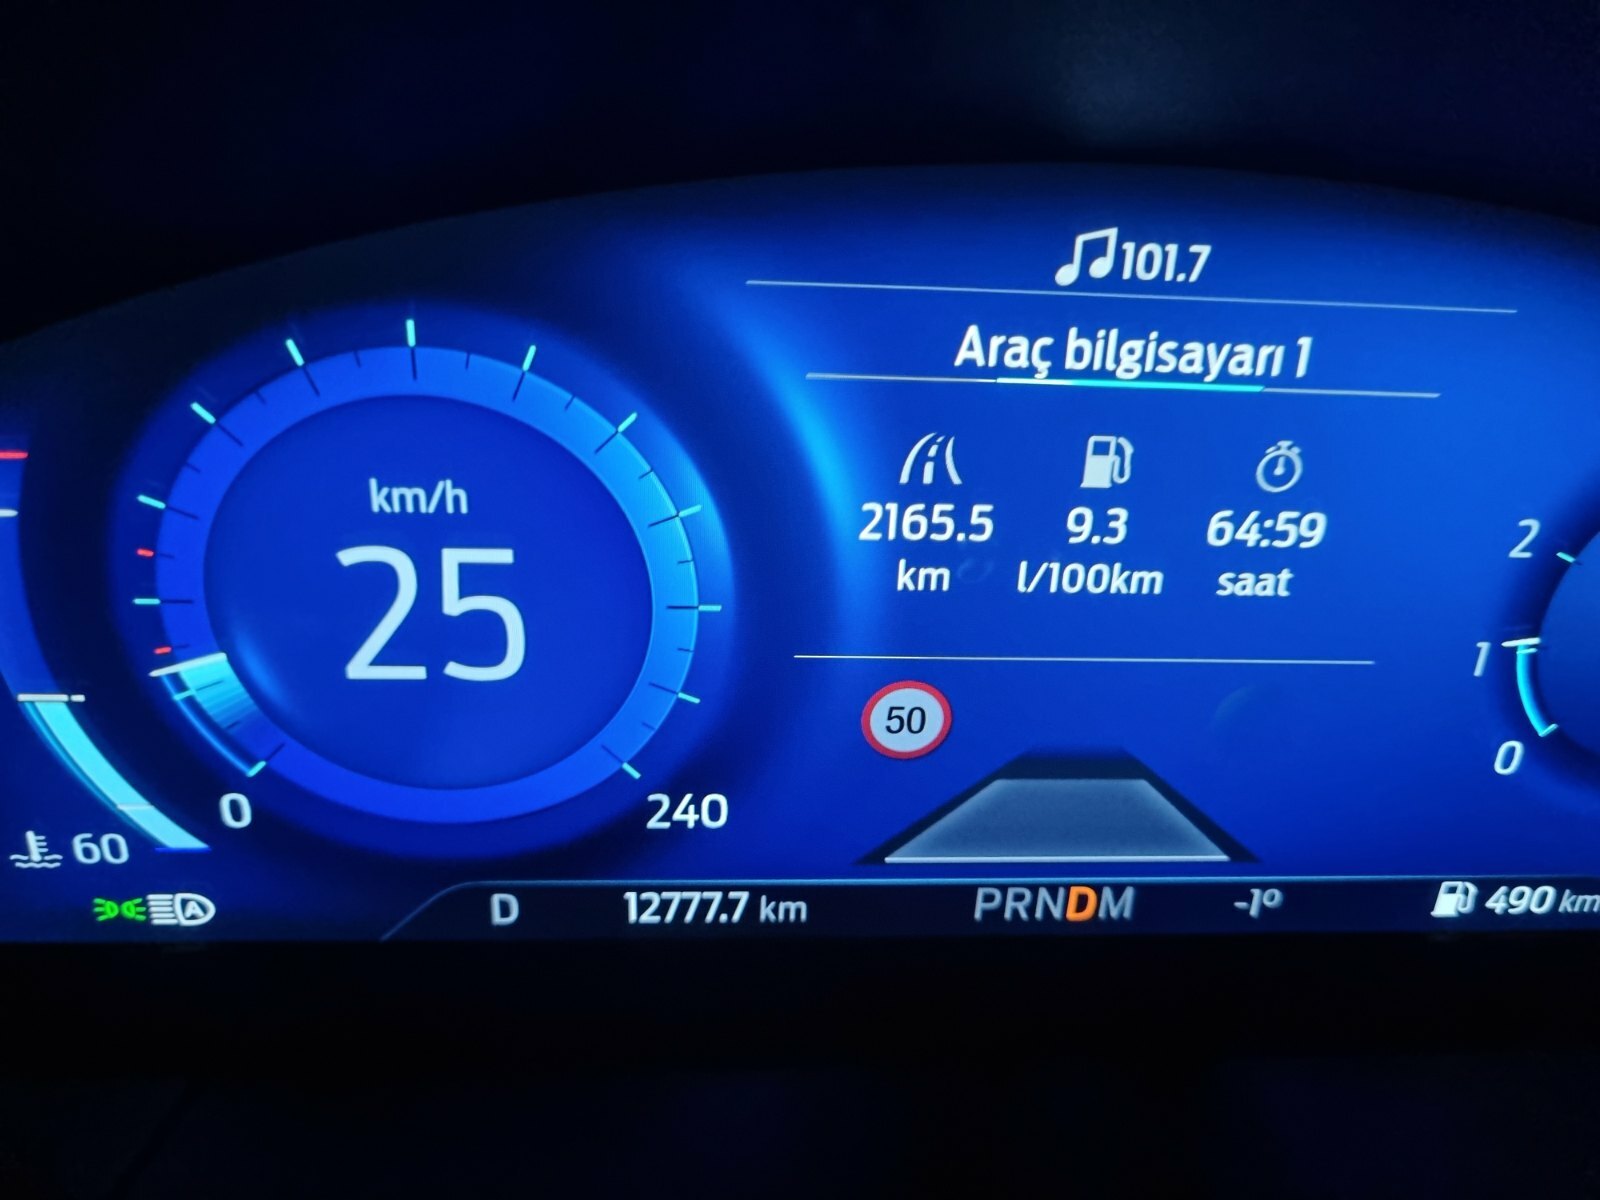 101.7
Araç bilgisayarı 1
km/h
25
2165.5 9.3 64:59
km l/100km saat
2
1
0
50
0 240
60
A
D 12777.7 km PRNDM -1° 490 km